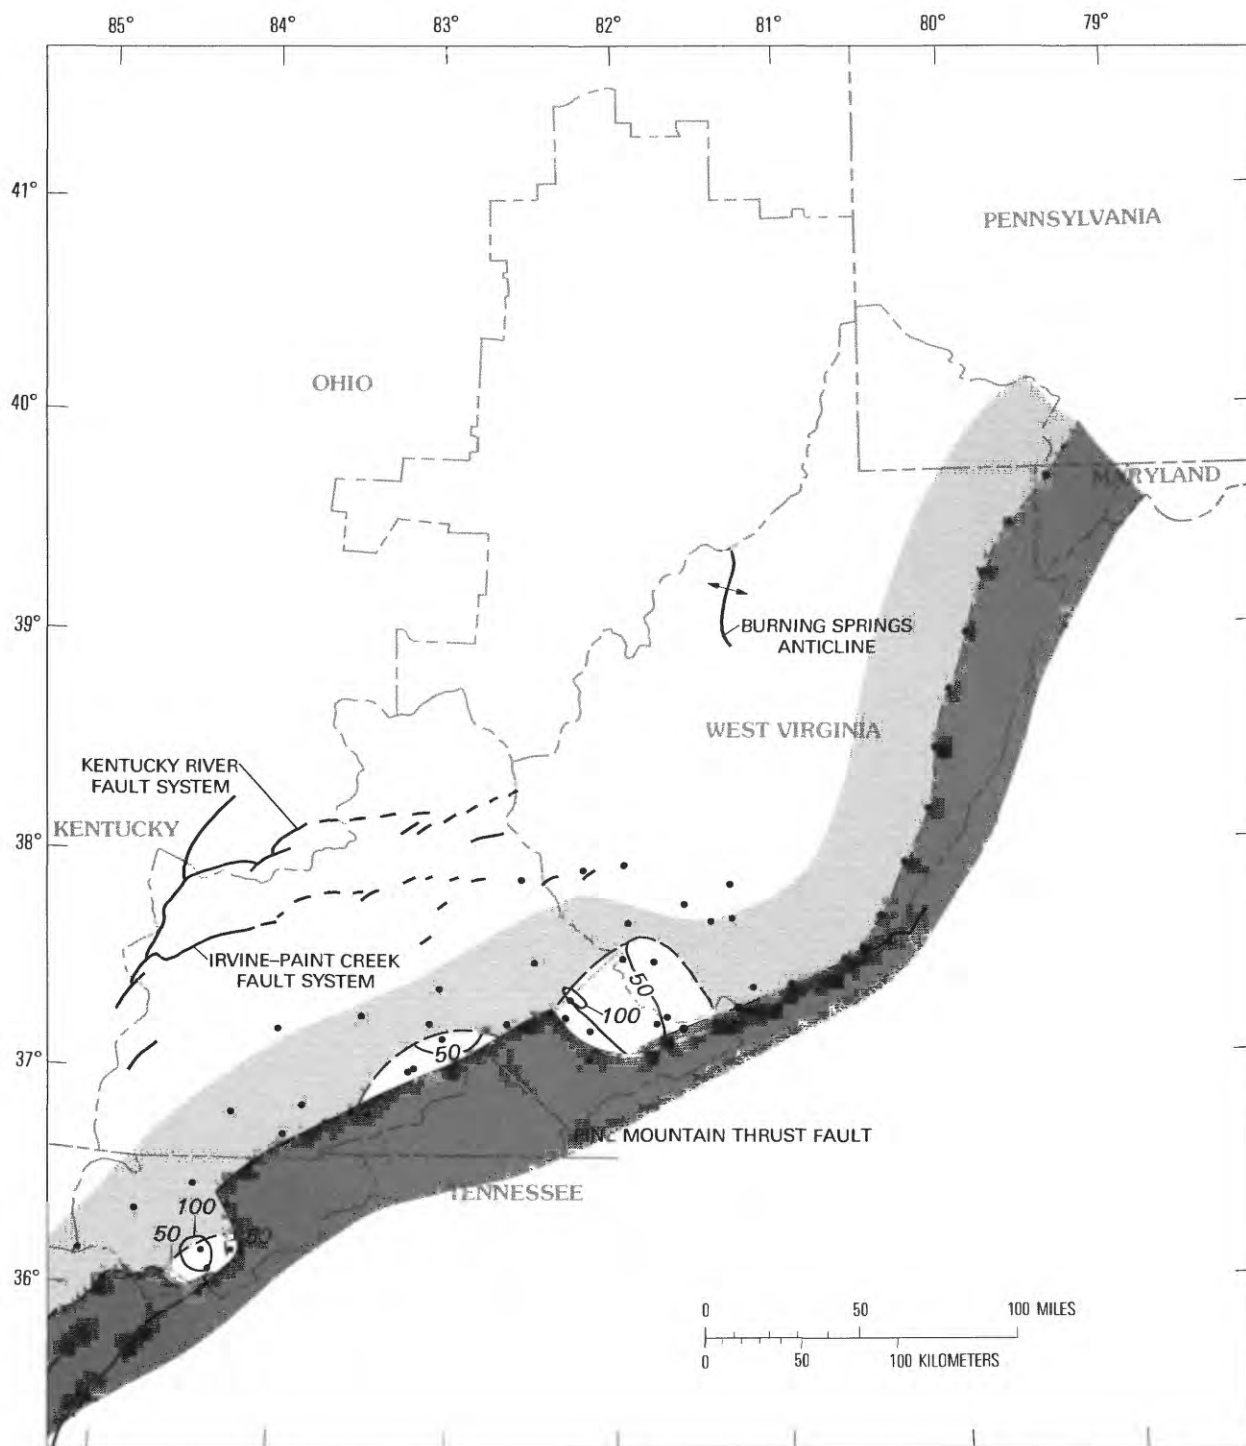 85° 84° 83° 82° 81° 80° 79°
41°
PENNSYLVANIA
OHIO
40°
MARYLAND
39°
BURNING SPRINGS
ANTICLINE
WEST VIRGINIA
KENTUCKY RIVER
FAULT SYSTEM
KENTUCKY
38°
IRVINE–PAINT CREEK
FAULT SYSTEM
50
100
50
37°
PINE MOUNTAIN THRUST FAULT
TENNESSEE
100
50 50
36°
0 50 100 MILES
0 50 100 KILOMETERS